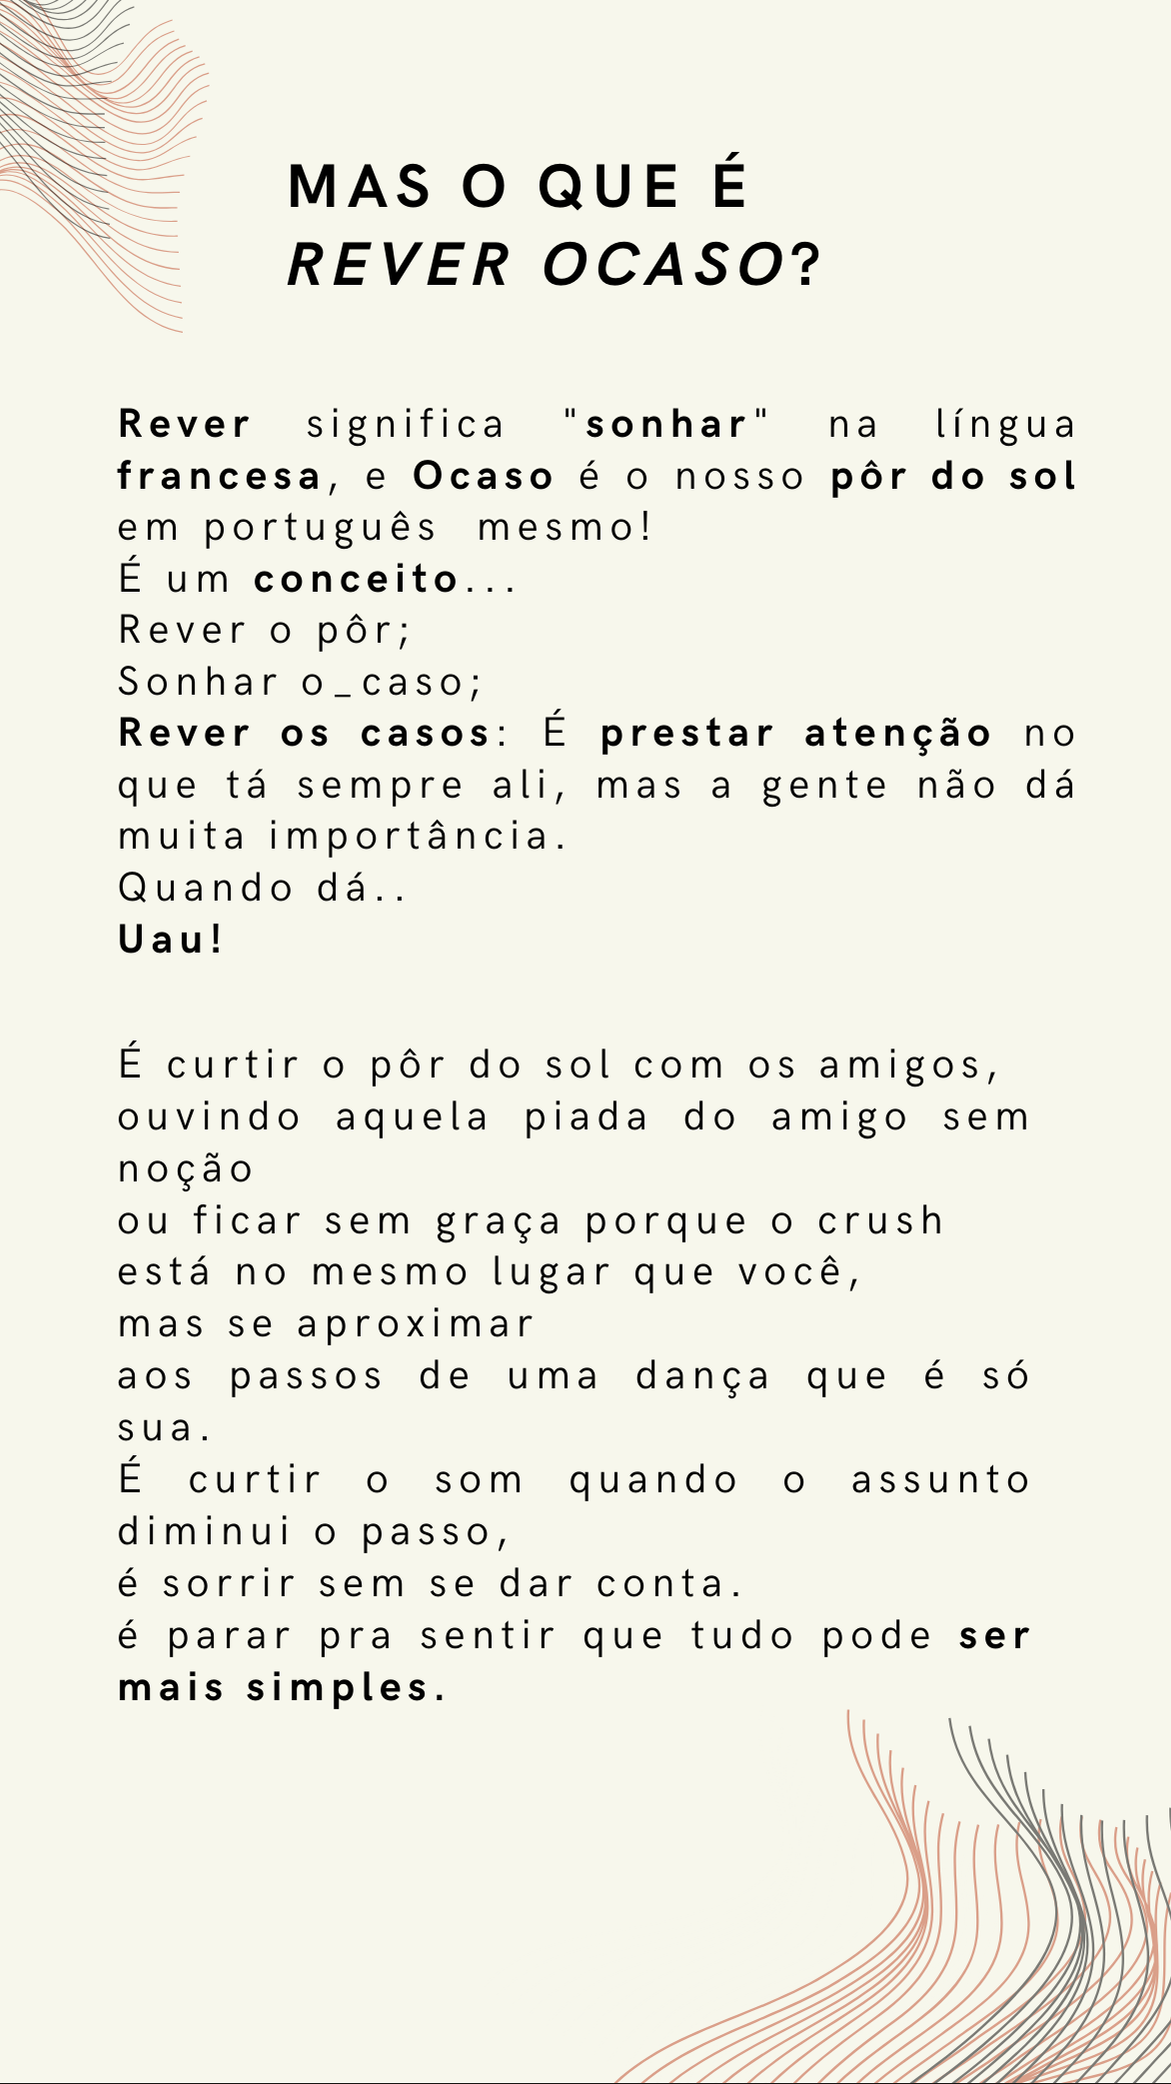 MAS O QUE É
REVER OCASO?
Rever significa "sonhar" na língua
francesa, e Ocaso é o nosso pôr do sol
em português mesmo!
É um conceito...
Rever o pôr;
Sonhar o_caso;
Rever os casos: É prestar atenção no
que tá sempre ali, mas a gente não dá
muita importância.
Quando dá..
Uau!
É curtir o pôr do sol com os amigos,
ouvindo aquela piada do amigo sem
noção
ou ficar sem graça porque o crush
está no mesmo lugar que você,
mas se aproximar
aos passos de uma dança que é só
sua.
É curtir o som quando o assunto
diminui o passo,
é sorrir sem se dar conta.
é parar pra sentir que tudo pode ser
mais simples.